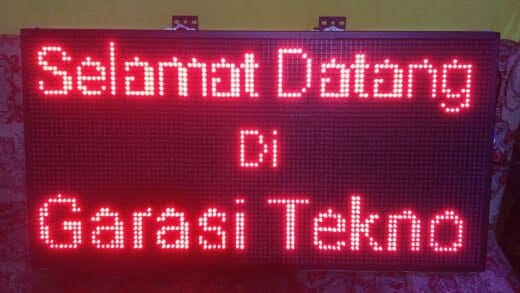 Selamat Datang
Di
Garasi Tekno